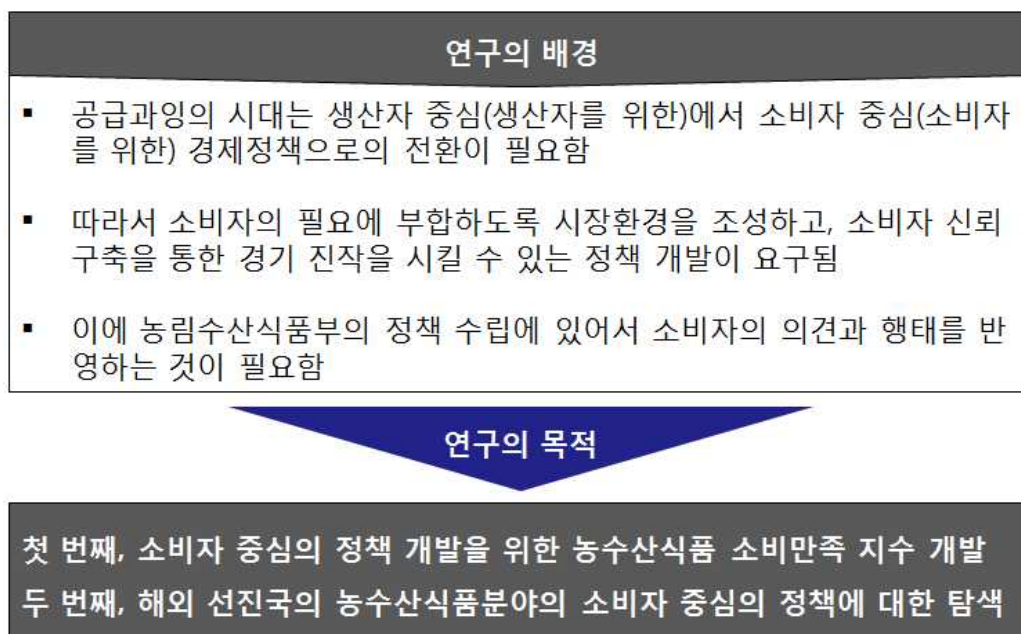 연구의 배경
▪ 공급과잉의 시대는 생산자 중심(생산자를 위한)에서 소비자 중심(소비자
를 위한) 경제정책으로의 전환이 필요함
▪ 따라서 소비자의 필요에 부합하도록 시장환경을 조성하고, 소비자 신뢰
구축을 통한 경기 진작을 시킬 수 있는 정책 개발이 요구됨
▪ 이에 농림수산식품부의 정책 수립에 있어서 소비자의 의견과 행태를 반
영하는 것이 필요함
연구의 목적
첫 번째, 소비자 중심의 정책 개발을 위한 농수산식품 소비만족 지수 개발
두 번째, 해외 선진국의 농수산식품분야의 소비자 중심의 정책에 대한 탐색